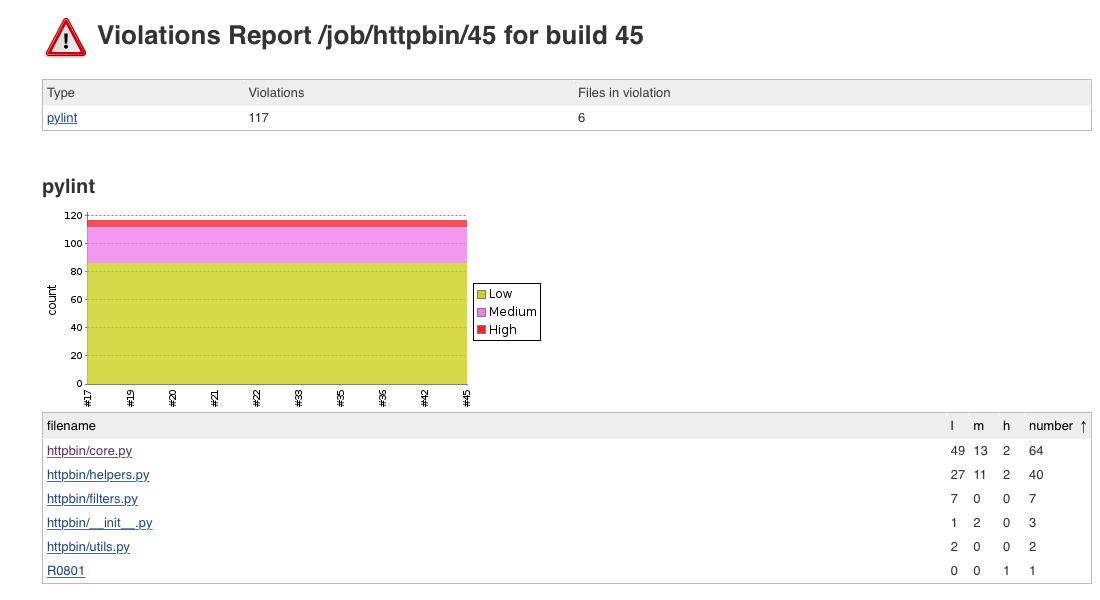 Violations Report /job/httpbin/45 for build 45
Type Violations Files in violation
pylint 117 6
pylint
120
100
80
60
40
20
0
count
Low
Medium
High
#17 #19 #20 #21 #22 #33 #35 #36 #42 #45
filename l m h number ↑
httpbin/core.py 49 13 2 64
httpbin/helpers.py 27 11 2 40
httpbin/filters.py 7 0 0 7
httpbin/__init__.py 1 2 0 3
httpbin/utils.py 2 0 0 2
R0801 0 0 1 1